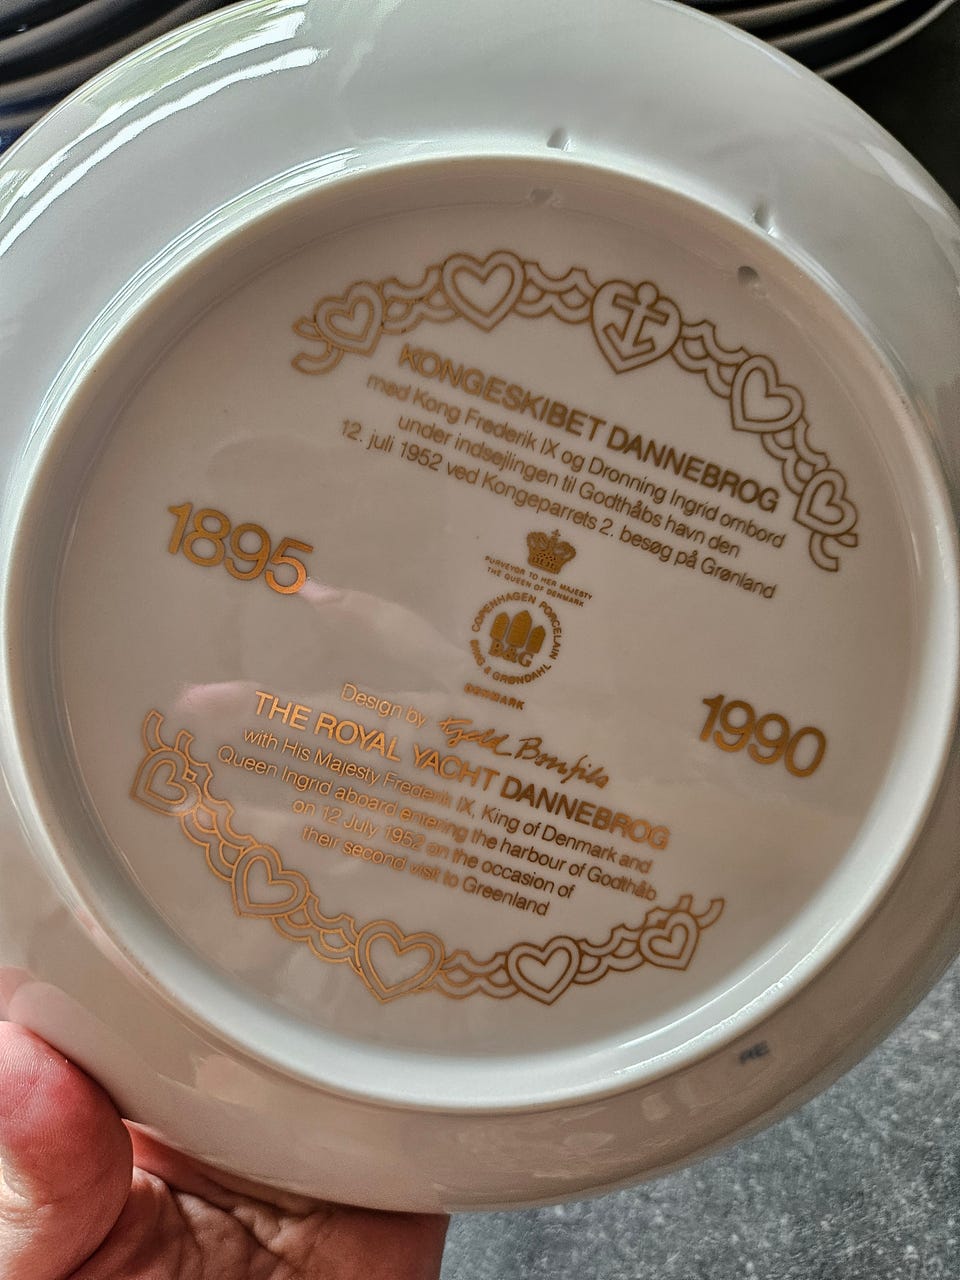 KONGESKIBET DANNEBROG
med Kong Frederik IX og Dronning Ingrid ombord
under indsejlingen til Godthåbs havn den
12. juli 1952 ved Kongeparrets 2. besøg på Grønland
1895
PURVEYOR TO HER MAJESTY
THE QUEEN OF DENMARK
COPENHAGEN PORCELAIN
B&G
BING & GRØNDAHL
DENMARK
1990
Design by Kjeld Bonfils
THE ROYAL YACHT DANNEBROG
with His Majesty Frederik IX, King of Denmark and
Queen Ingrid aboard entering the harbour of Godthåb
on 12 July 1952 on the occasion of
their second visit to Greenland
RE